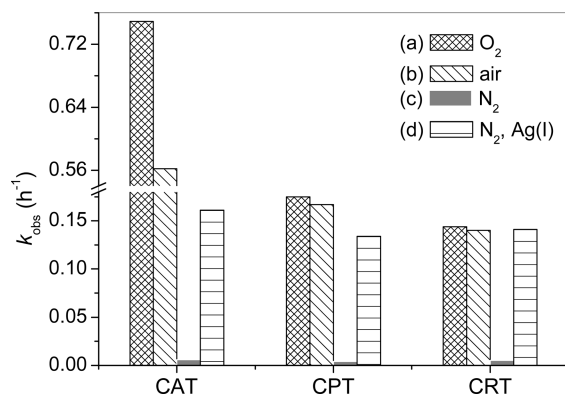 0.72
0.64
0.56
0.15
0.10
0.05
0.00
k_obs (h⁻¹)
(a) O₂
(b) air
(c) N₂
(d) N₂, Ag(I)
CAT CPT CRT